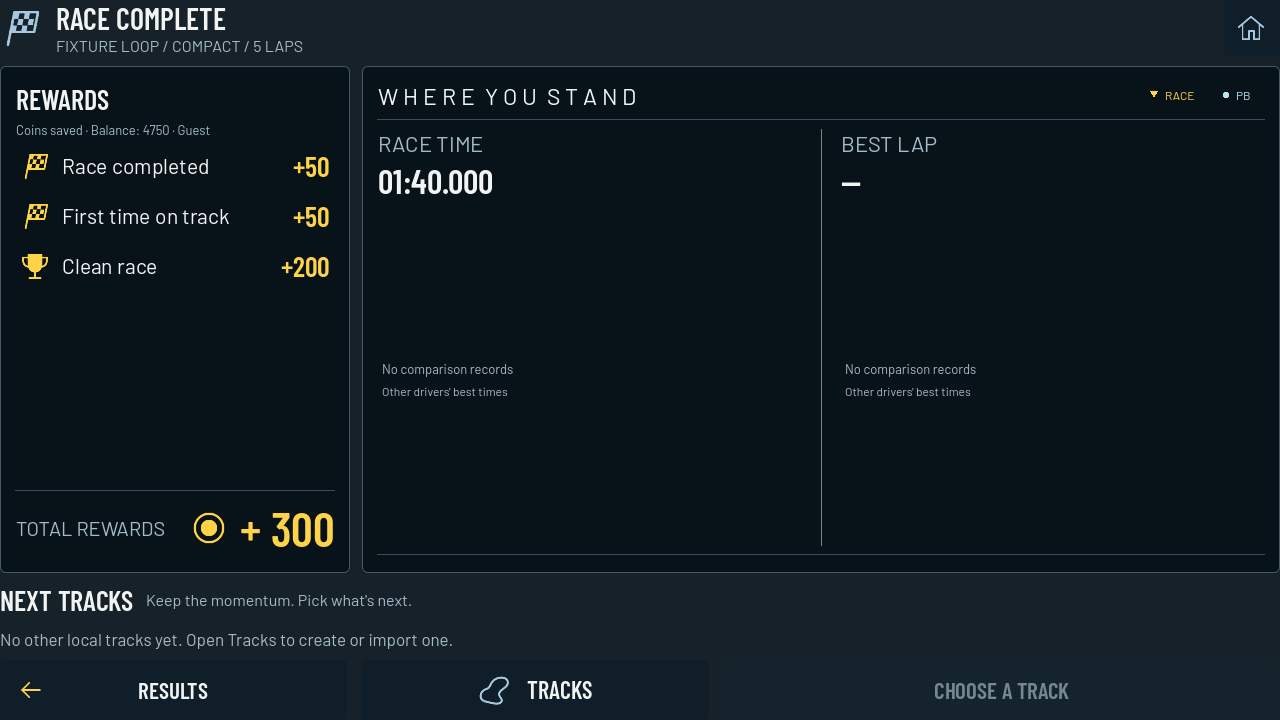 RACE COMPLETE
FIXTURE LOOP / COMPACT / 5 LAPS
REWARDS
Coins saved · Balance: 4750 · Guest
Race completed +50
First time on track +50
Clean race +200
TOTAL REWARDS + 300
WHERE YOU STAND
RACE PB
RACE TIME
01:40.000
No comparison records
Other drivers' best times
BEST LAP
—
No comparison records
Other drivers' best times
NEXT TRACKS Keep the momentum. Pick what's next.
No other local tracks yet. Open Tracks to create or import one.
RESULTS TRACKS CHOOSE A TRACK